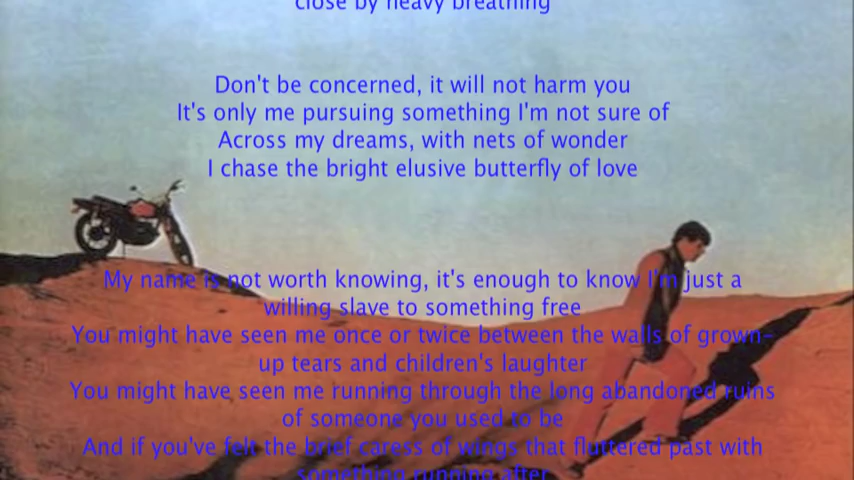 close by heavy breathing
Don't be concerned, it will not harm you
It's only me pursuing something I'm not sure of
Across my dreams, with nets of wonder
I chase the bright elusive butterfly of love
My name is not worth knowing, it's enough to know I'm just a
willing slave to something free
You might have seen me once or twice between the walls of grown-
up tears and children's laughter
You might have seen me running through the long abandoned ruins
of someone you used to be
And if you've felt the brief caress of wings that fluttered past with
something running after